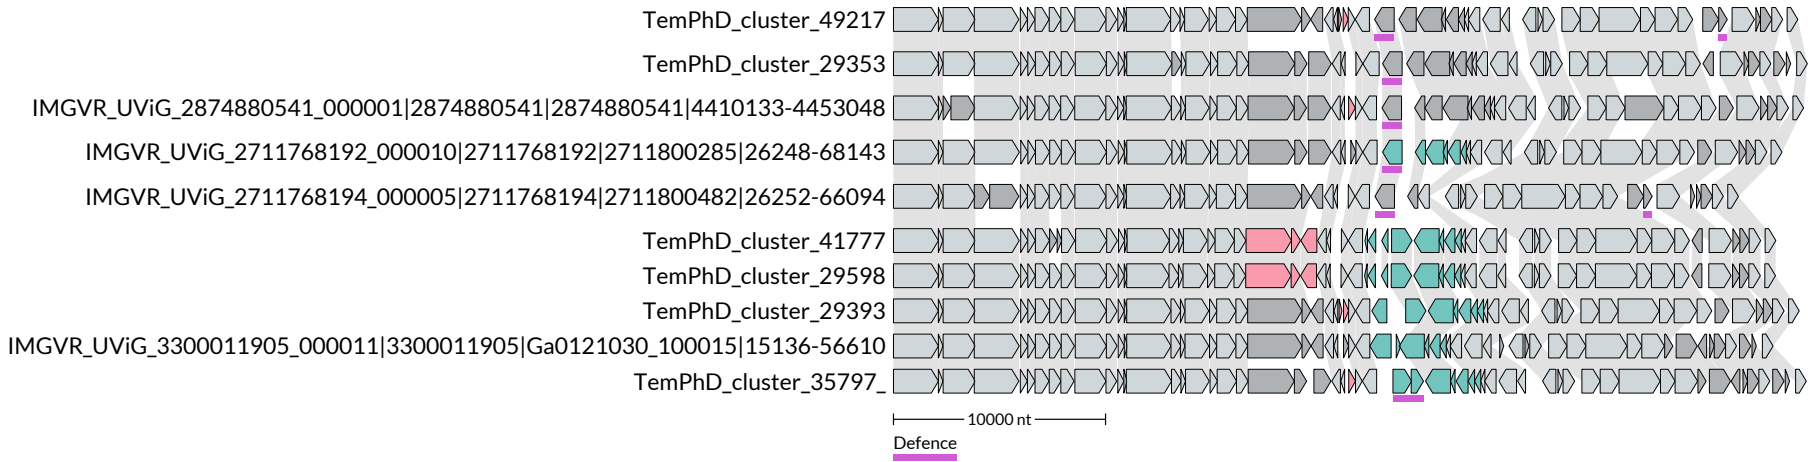 TemPhD_cluster_49217
TemPhD_cluster_29353
IMGVR_UViG_2874880541_000001|2874880541|2874880541|4410133-4453048
IMGVR_UViG_2711768192_000010|2711768192|2711800285|26248-68143
IMGVR_UViG_2711768194_000005|2711768194|2711800482|26252-66094
TemPhD_cluster_41777
TemPhD_cluster_29598
TemPhD_cluster_29393
IMGVR_UViG_3300011905_000011|3300011905|Ga0121030_100015|15136-56610
TemPhD_cluster_35797_
10000 nt
Defence